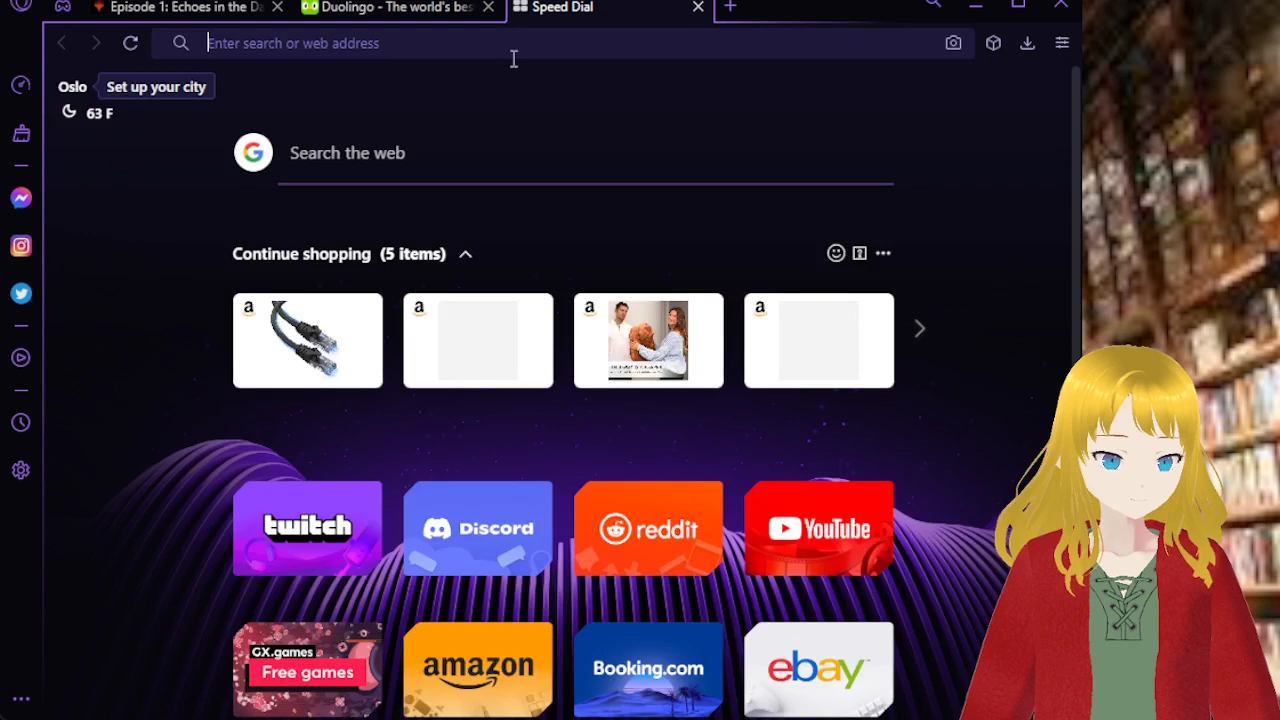 Episode 1: Echoes in the Da
Duolingo - The world's bes
Speed Dial
Enter search or web address
Oslo
Set up your city
63 F
Search the web
Continue shopping (5 items)
a
a
a
a
twitch
Discord
reddit
YouTube
GX.games
Free games
amazon
Booking.com
ebay